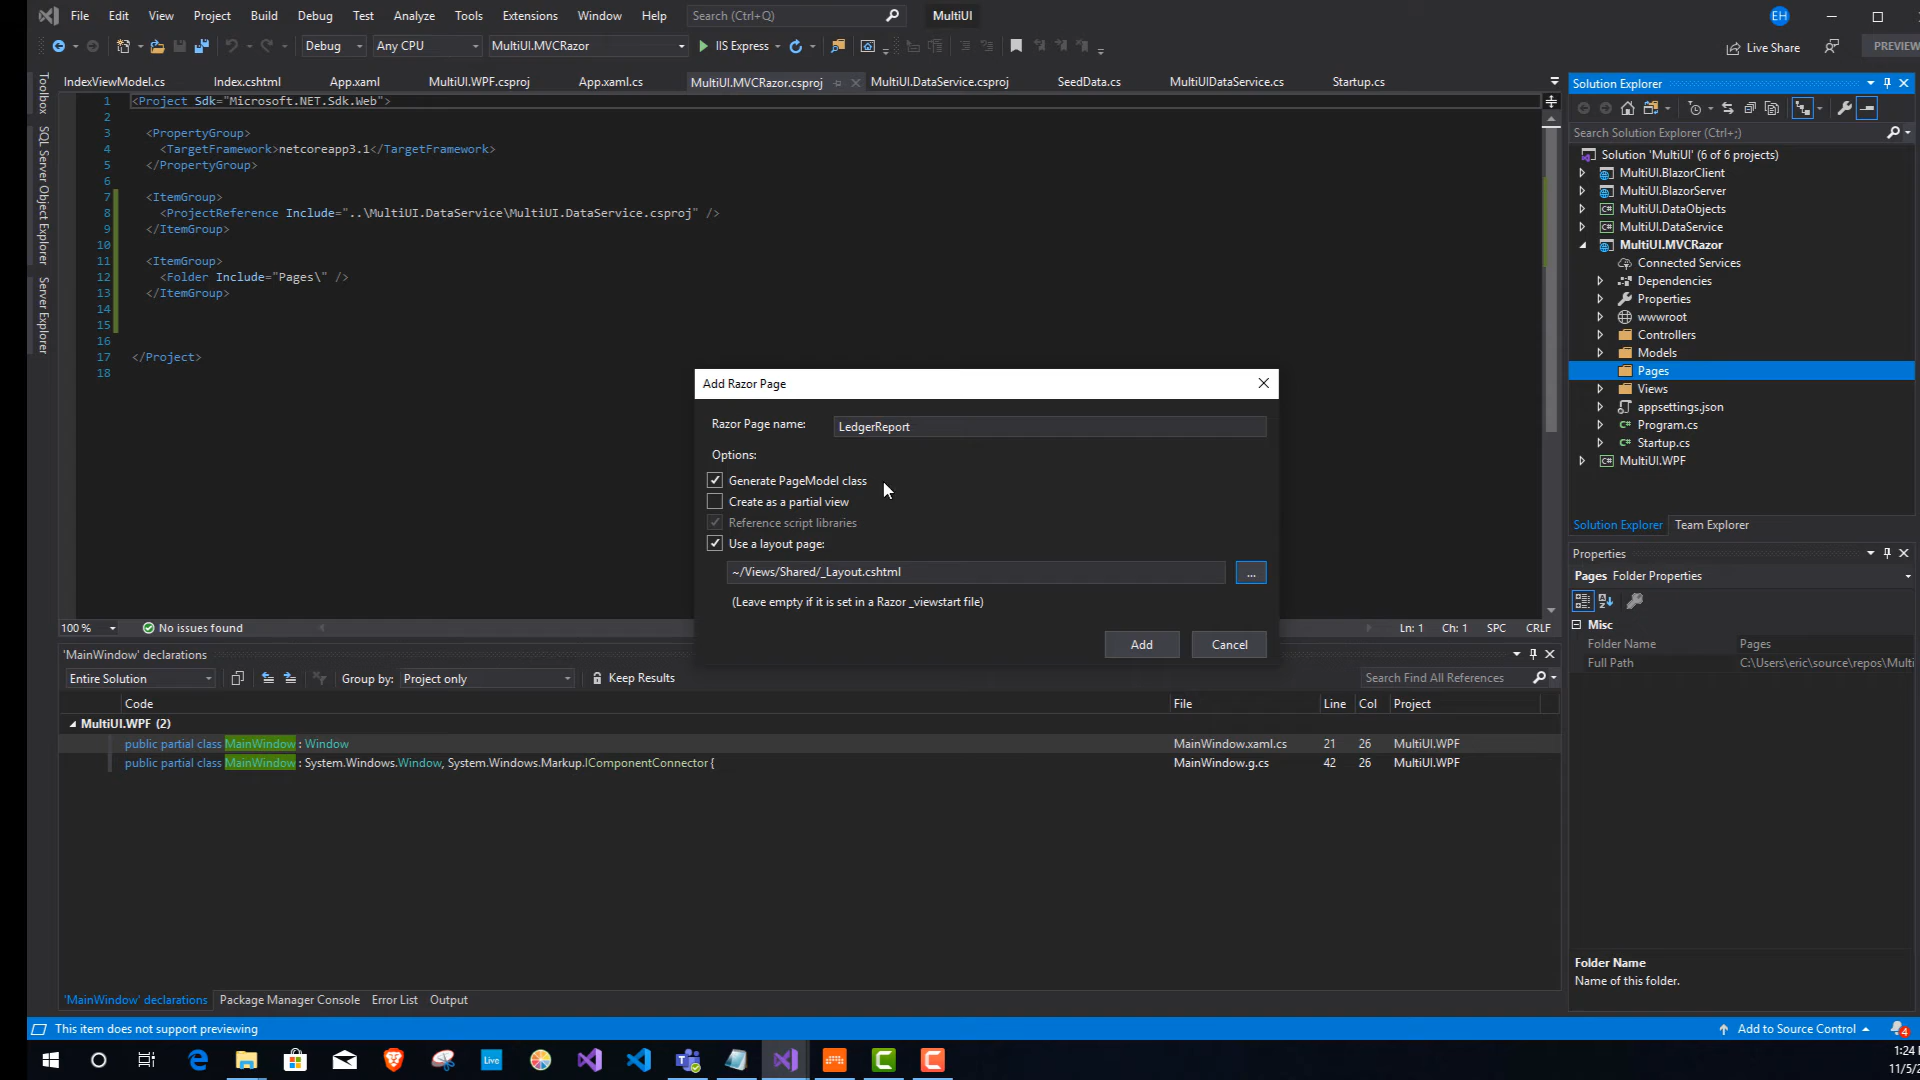 File Edit View Project Build Debug Test Analyze Tools Extensions Window Help Search (Ctrl+Q) MultiUI EH
Debug Any CPU MultiUI.MVCRazor IIS Express Live Share PREVIEW
IndexViewModel.cs Index.cshtml App.xaml MultiUI.WPF.csproj App.xaml.cs MultiUI.MVCRazor.csproj MultiUI.DataService.csproj SeedData.cs MultiUIDataService.cs Startup.cs
Toolbox
SQL Server Object Explorer
Server Explorer
1 <Project Sdk="Microsoft.NET.Sdk.Web">
2
3 <PropertyGroup>
4 <TargetFramework>netcoreapp3.1</TargetFramework>
5 </PropertyGroup>
6
7 <ItemGroup>
8 <ProjectReference Include="..\MultiUI.DataService\MultiUI.DataService.csproj" />
9 </ItemGroup>
10
11 <ItemGroup>
12 <Folder Include="Pages\" />
13 </ItemGroup>
14
15
16
17 </Project>
18
Add Razor Page
Razor Page name: LedgerReport
Options:
Generate PageModel class
Create as a partial view
Reference script libraries
Use a layout page:
~/Views/Shared/_Layout.cshtml ...
(Leave empty if it is set in a Razor _viewstart file)
Add Cancel
100 % No issues found Ln: 1 Ch: 1 SPC CRLF
'MainWindow' declarations
Entire Solution Group by: Project only Keep Results Search Find All References
Code File Line Col Project
MultiUI.WPF (2)
public partial class MainWindow : Window MainWindow.xaml.cs 21 26 MultiUI.WPF
public partial class MainWindow : System.Windows.Window, System.Windows.Markup.IComponentConnector { MainWindow.g.cs 42 26 MultiUI.WPF
'MainWindow' declarations Package Manager Console Error List Output
Solution Explorer
Search Solution Explorer (Ctrl+;)
Solution 'MultiUI' (6 of 6 projects)
MultiUI.BlazorClient
MultiUI.BlazorServer
MultiUI.DataObjects
MultiUI.DataService
MultiUI.MVCRazor
Connected Services
Dependencies
Properties
wwwroot
Controllers
Models
Pages
Views
appsettings.json
Program.cs
Startup.cs
MultiUI.WPF
Solution Explorer Team Explorer
Properties
Pages Folder Properties
Misc
Folder Name Pages
Full Path C:\Users\eric\source\repos\Multi
Folder Name
Name of this folder.
This item does not support previewing Add to Source Control 4
Live
1:24
11/5/2